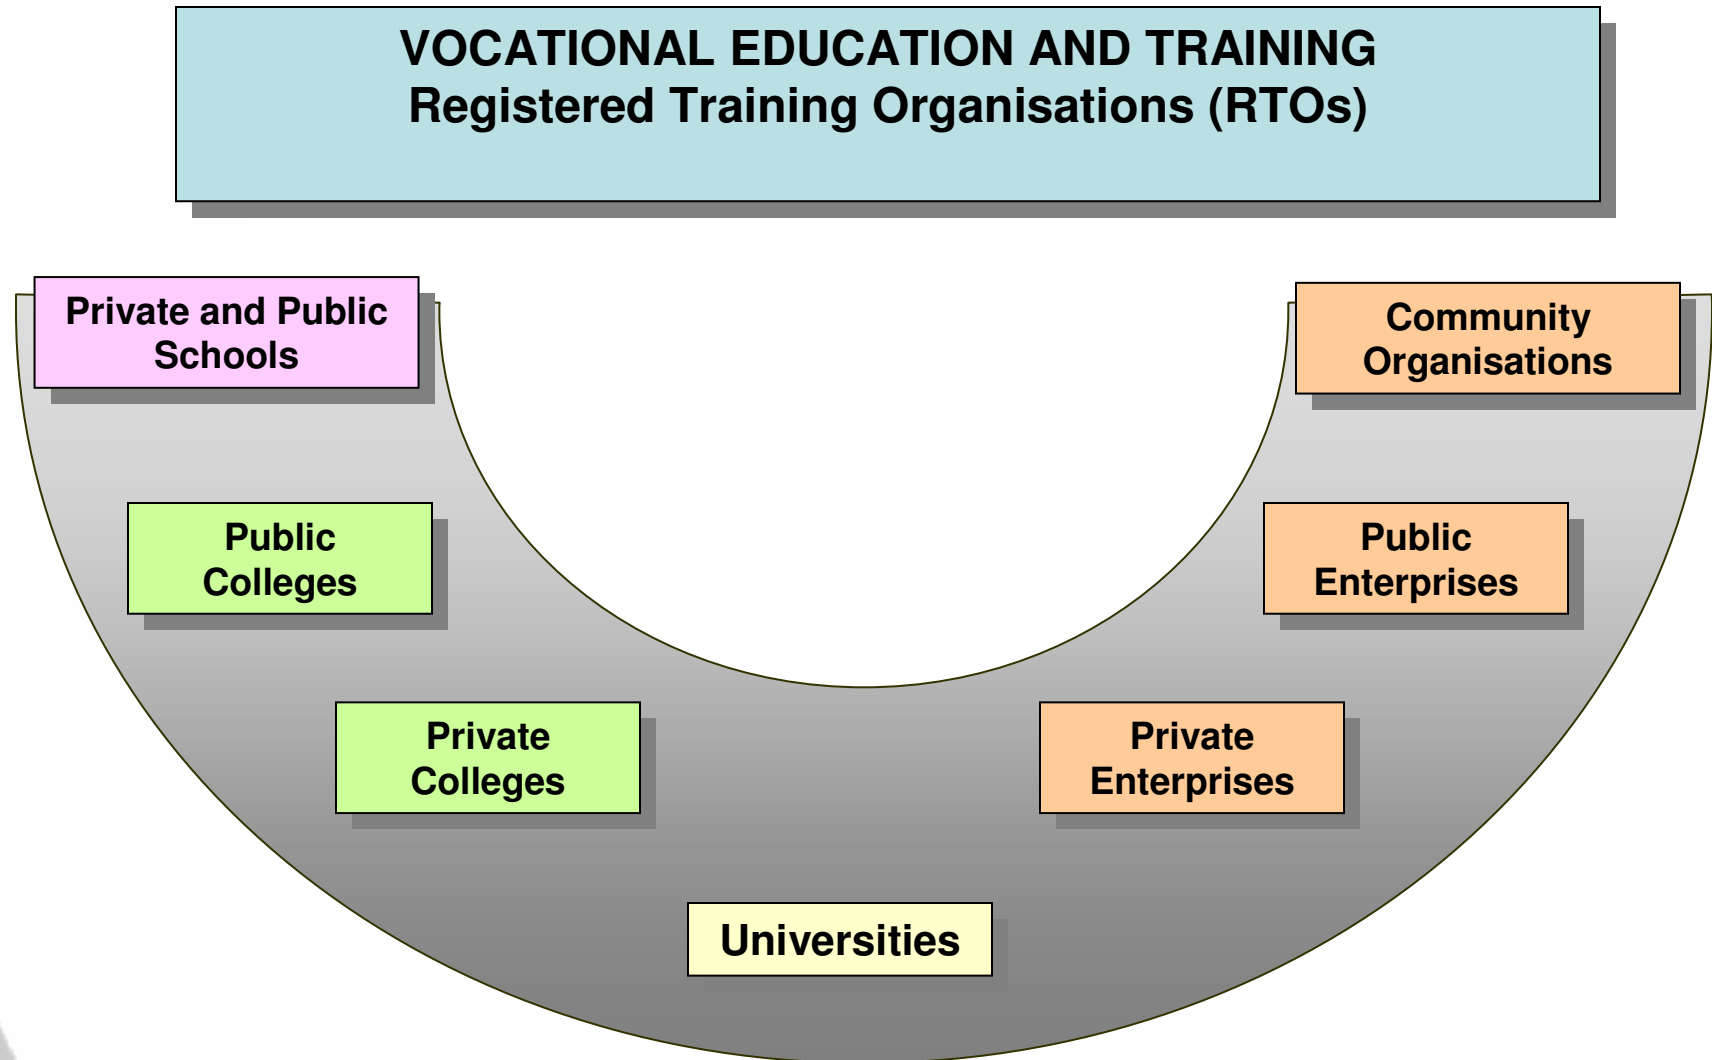 VOCATIONAL EDUCATION AND TRAINING
Registered Training Organisations (RTOs)
Private and Public
Schools
Community
Organisations
Public
Colleges
Public
Enterprises
Private
Colleges
Private
Enterprises
Universities